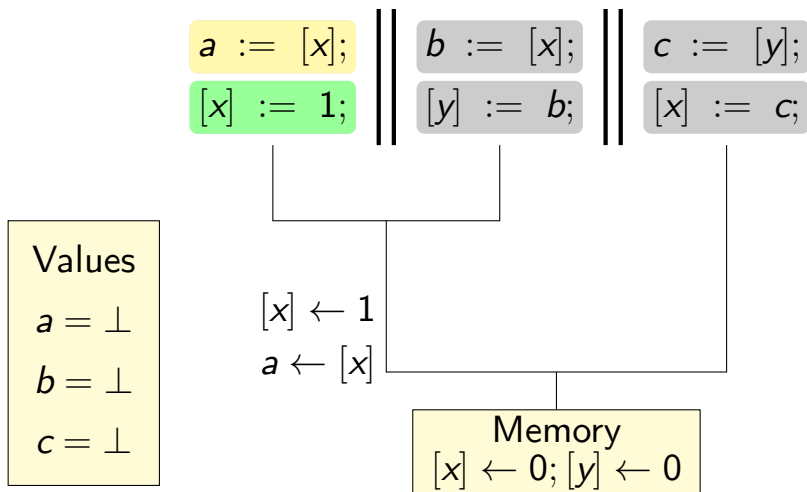 a := [x]; || b := [x]; || c := [y];
[x] := 1; || [y] := b; || [x] := c;
Values
a = ⊥
b = ⊥
c = ⊥
[x] ← 1
a ← [x]
Memory
[x] ← 0; [y] ← 0